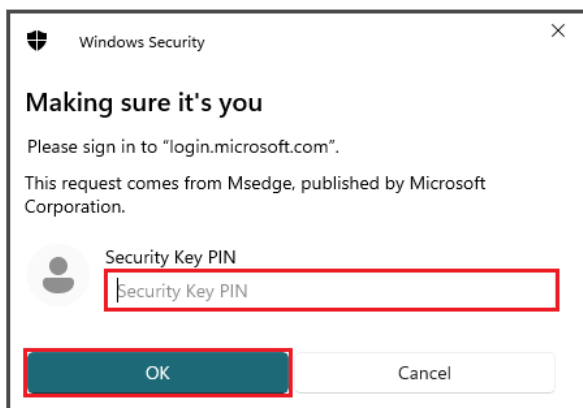 Windows Security
Making sure it's you
Please sign in to “login.microsoft.com”.
This request comes from Msedge, published by Microsoft
Corporation.
Security Key PIN
Security Key PIN
OK
Cancel